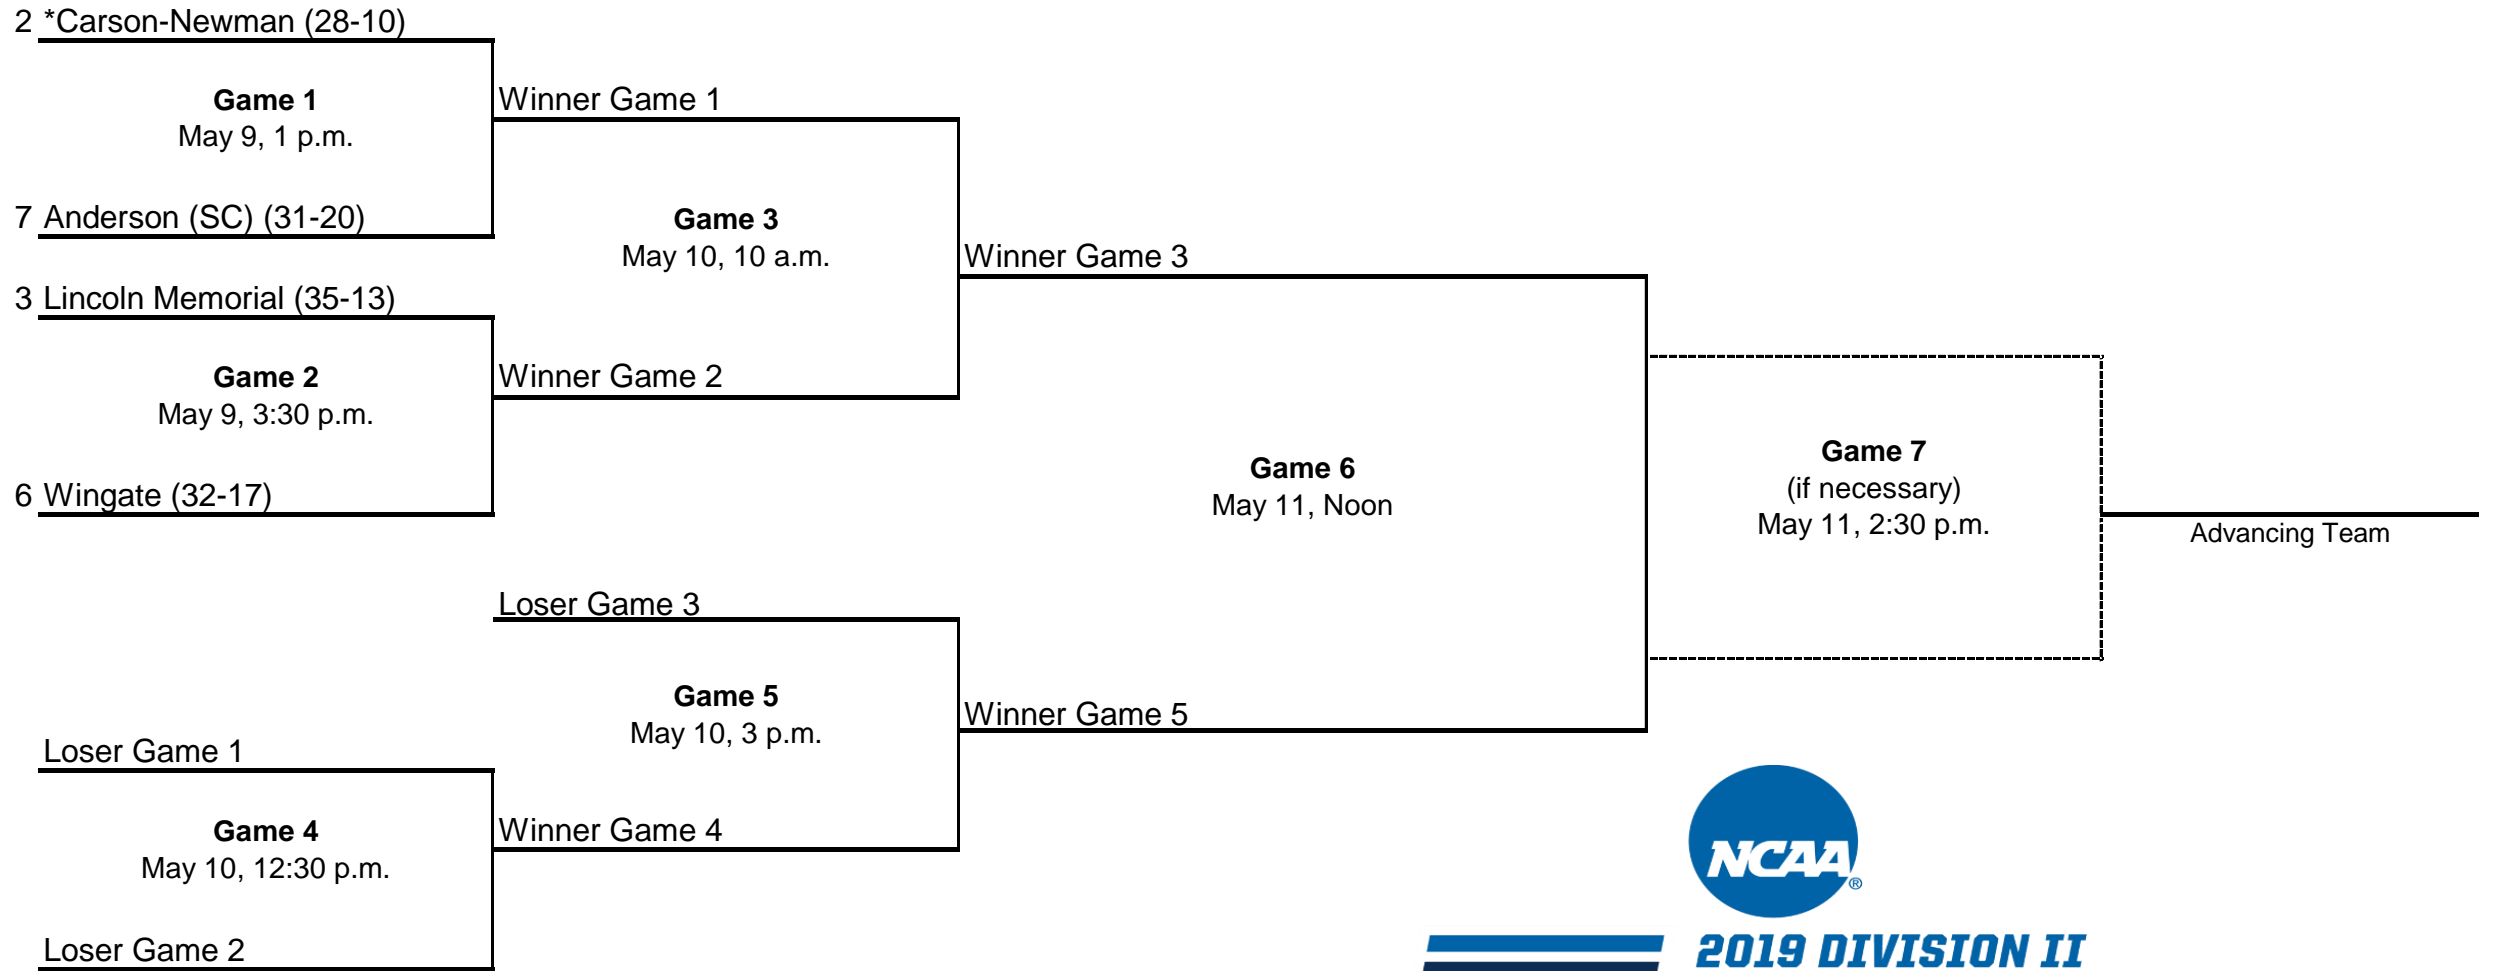 2 *Carson-Newman (28-10)
Game 1
May 9, 1 p.m.
7 Anderson (SC) (31-20)
Winner Game 1
Game 3
May 10, 10 a.m.
3 Lincoln Memorial (35-13)
Game 2
May 9, 3:30 p.m.
6 Wingate (32-17)
Winner Game 2
Winner Game 3
Game 6
May 11, Noon
Game 7
(if necessary)
May 11, 2:30 p.m.
Advancing Team
Loser Game 3
Game 5
May 10, 3 p.m.
Winner Game 5
Loser Game 1
Game 4
May 10, 12:30 p.m.
Loser Game 2
Winner Game 4
NCAA®
2019 DIVISION II